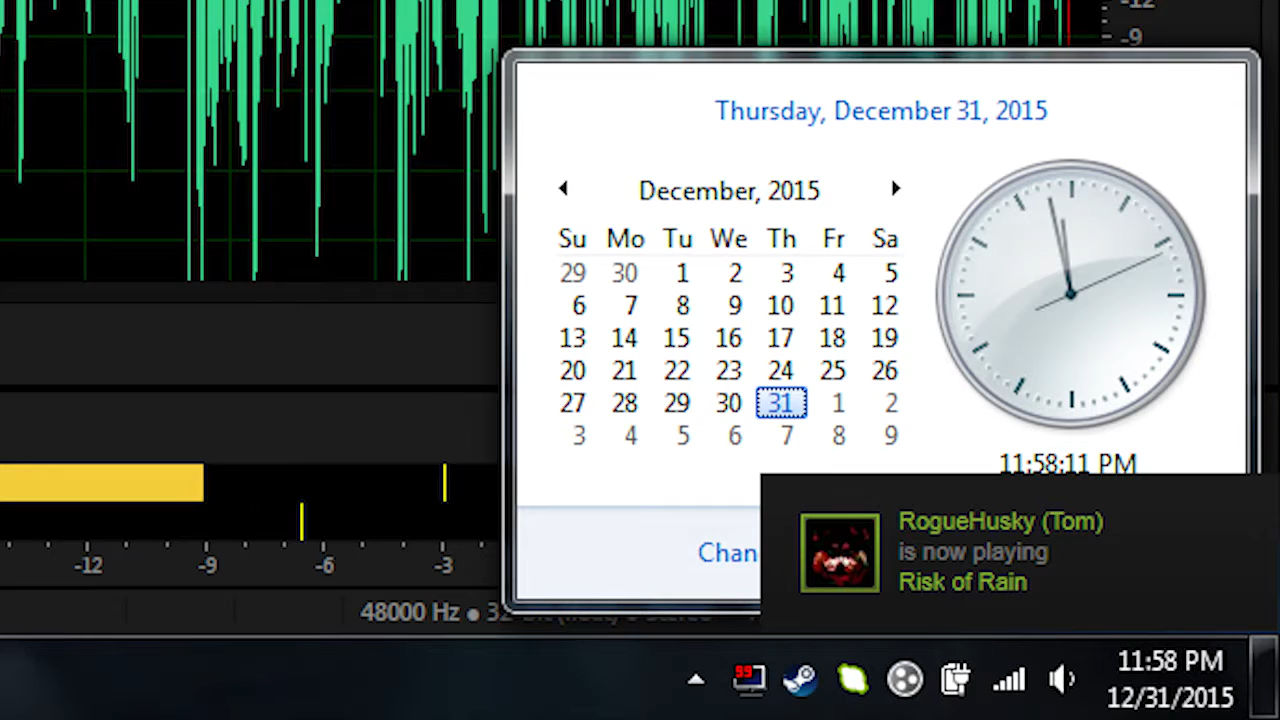 -12
-9
Thursday, December 31, 2015
December, 2015
Su Mo Tu We Th Fr Sa
29 30 1 2 3 4 5
6 7 8 9 10 11 12
13 14 15 16 17 18 19
20 21 22 23 24 25 26
27 28 29 30 31 1 2
3 4 5 6 7 8 9
11:58:11 PM
Chan
RogueHusky (Tom)
is now playing
Risk of Rain
-12 -9 -6 -3
48000 Hz ● 32
99
11:58 PM
12/31/2015